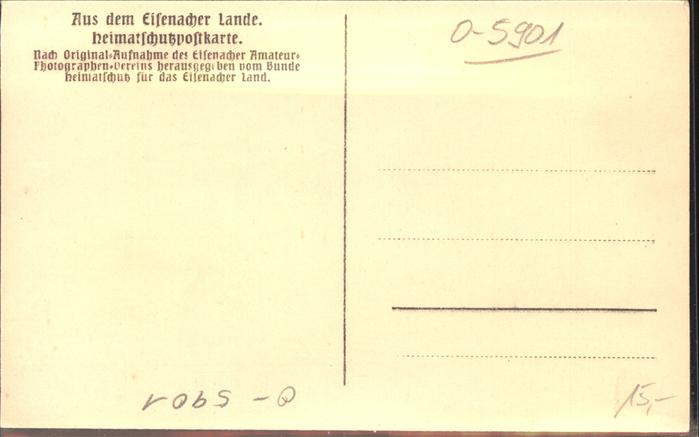 Aus dem Eisenacher Lande.
Heimatschutzpostkarte.
Nach Original-Aufnahme des Eisenacher Amateur-
Photographen-Vereins herausgegeben vom Bunde
Heimatschutz für das Eisenacher Land.
O-5901
15,-
O-5901